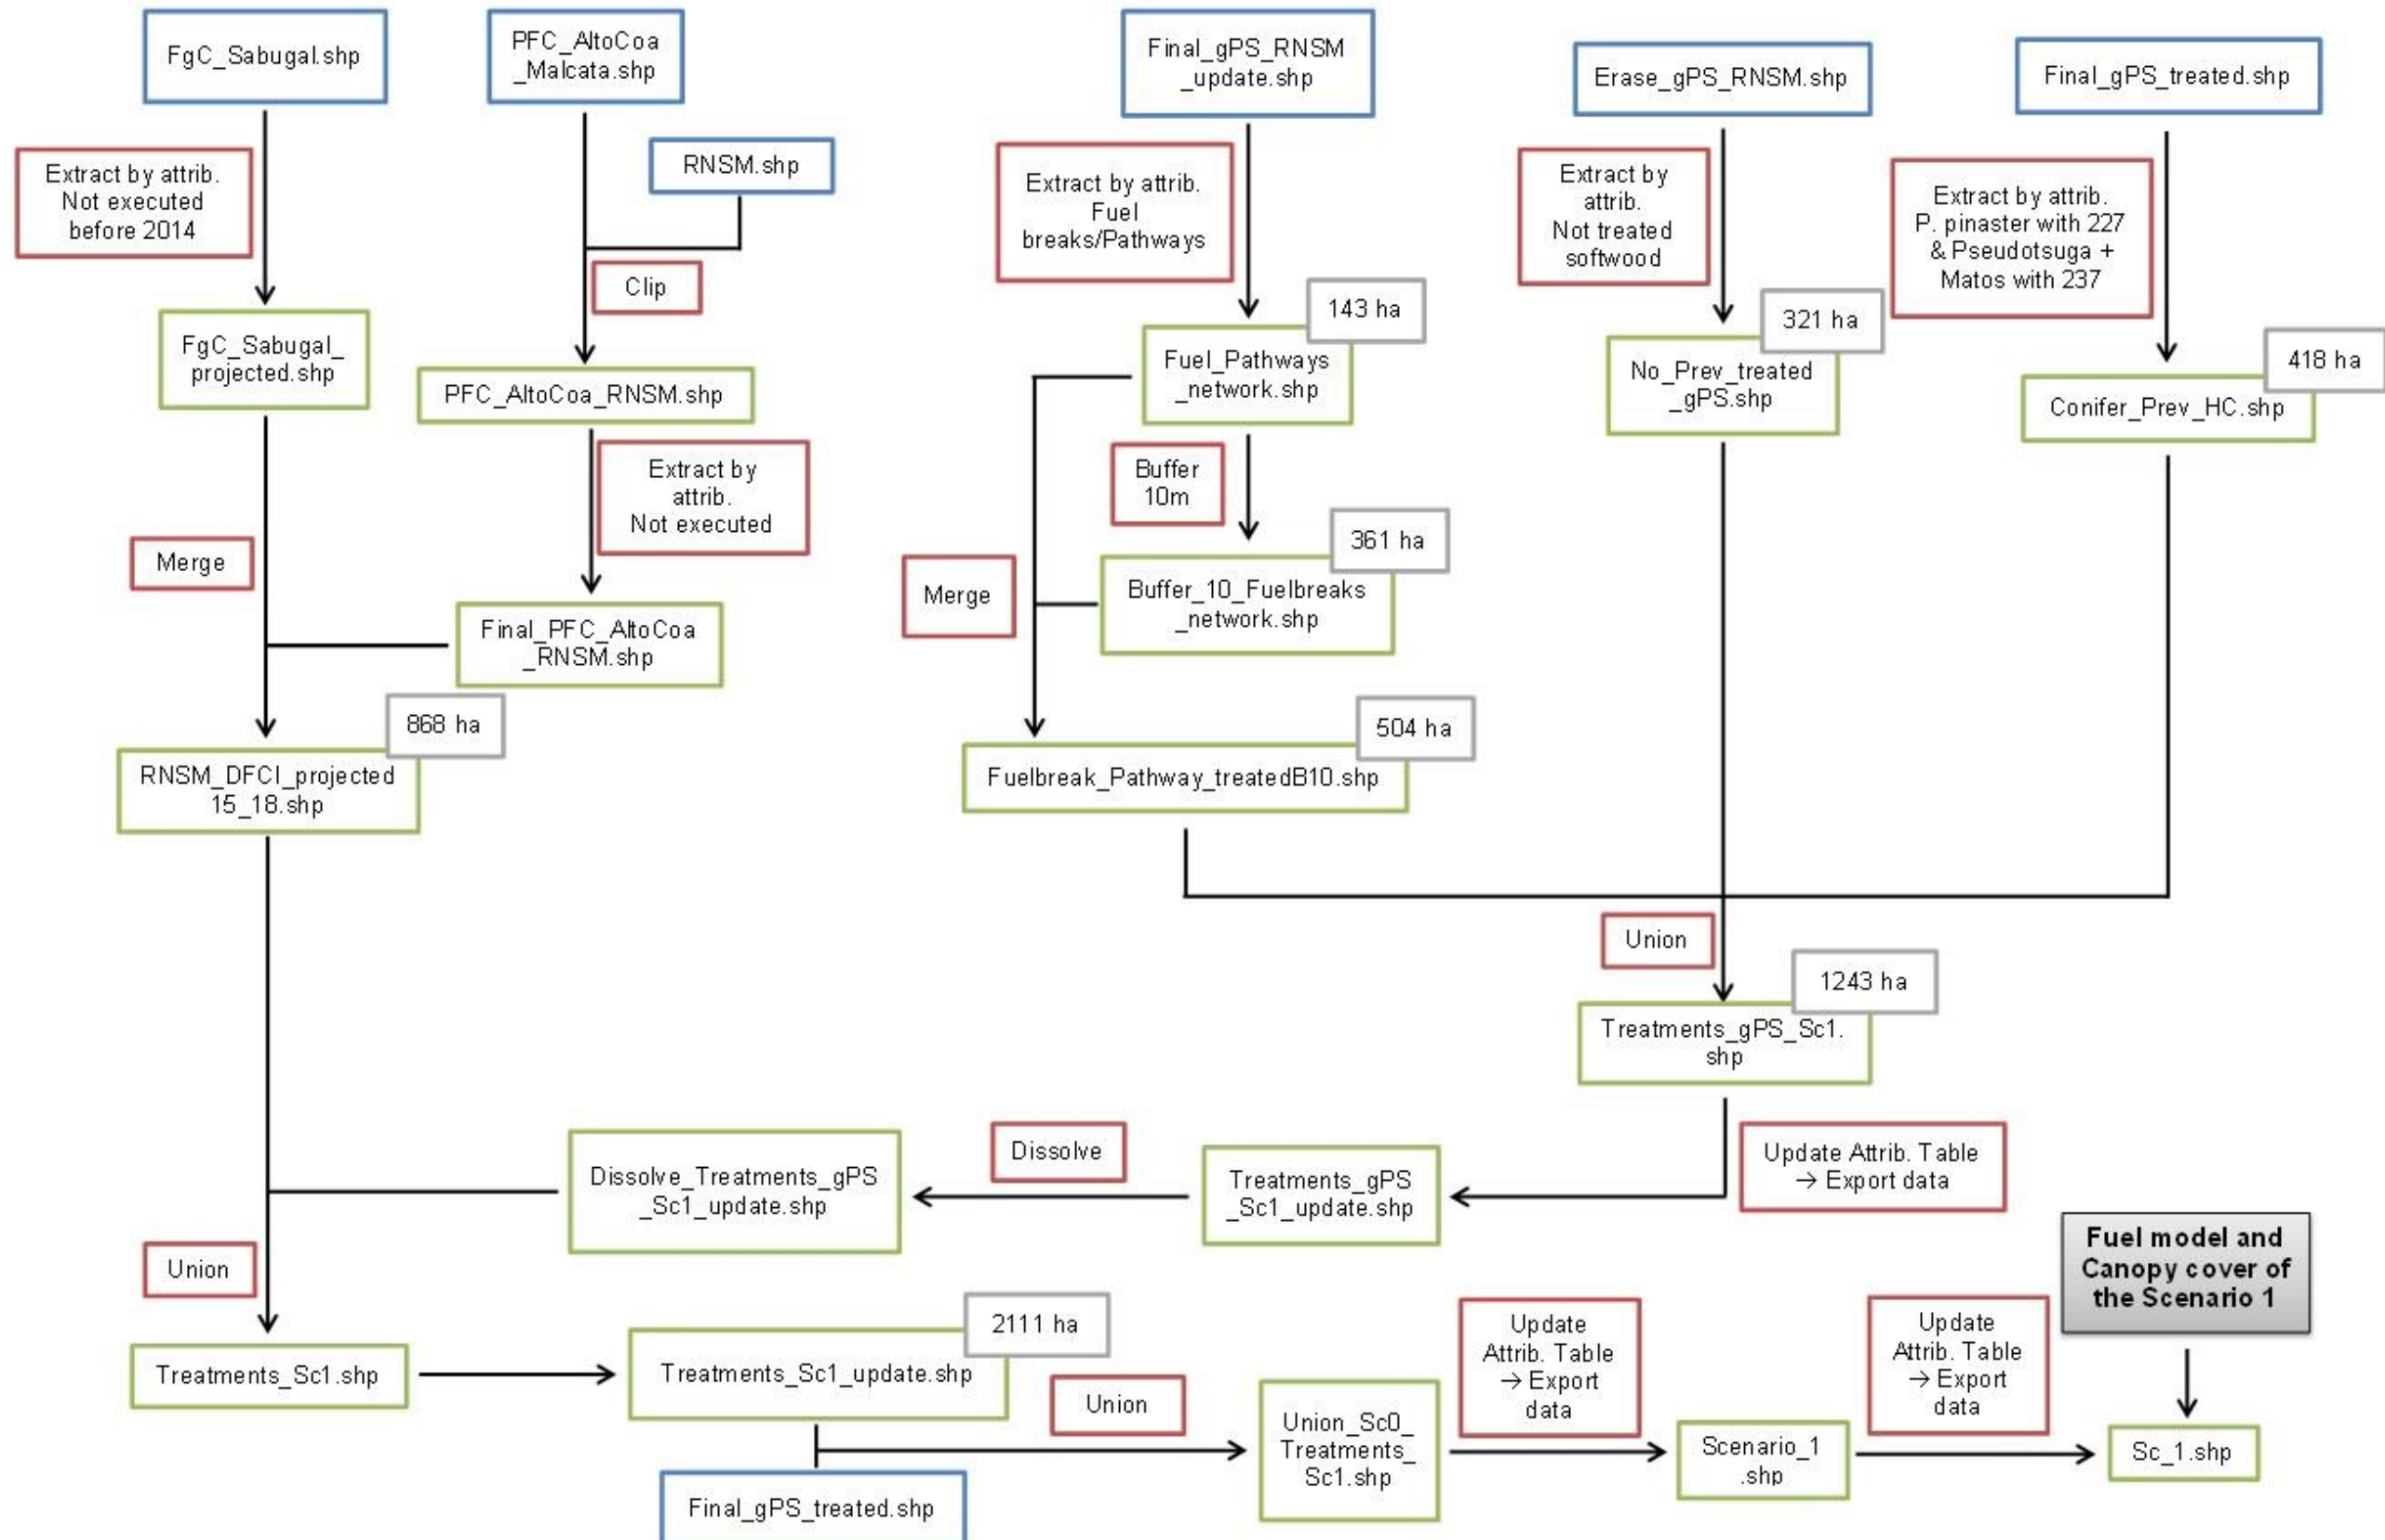 FgC_Sabugal.shp
PFC_AltoCoa
_Malcata.shp
Final_gPS_RNSM
_update.shp
Erase_gPS_RNSM.shp
Final_gPS_treated.shp
RNSM.shp
Extract by attrib.
Not executed
before 2014
Extract by attrib.
Fuel
breaks/Pathways
Extract by
attrib.
Not treated
softwood
Extract by attrib.
P. pinaster with 227
& Pseudotsuga +
Matos with 237
Clip
143 ha
321 ha
418 ha
FgC_Sabugal_
projected.shp
PFC_AltoCoa_RNSM.shp
Fuel_Pathways
_network.shp
No_Prev_treated
_gPS.shp
Conifer_Prev_HC.shp
Extract by
attrib.
Not executed
Buffer
10m
Merge
361 ha
Merge
Buffer_10_Fuelbreaks
_network.shp
Final_PFC_AltoCoa
_RNSM.shp
868 ha
504 ha
RNSM_DFCI_projected
15_18.shp
Fuelbreak_Pathway_treatedB10.shp
Union
1243 ha
Treatments_gPS_Sc1.
shp
Dissolve_Treatments_gPS
_Sc1_update.shp
Dissolve
Treatments_gPS
_Sc1_update.shp
Update Attrib. Table
→ Export data
Union
Fuel model and
Canopy cover of
the Scenario 1
Treatments_Sc1.shp
2111 ha
Treatments_Sc1_update.shp
Union
Update
Attrib. Table
→ Export
data
Update
Attrib. Table
→ Export
data
Union_Sc0_
Treatments_
Sc1.shp
Scenario_1
.shp
Sc_1.shp
Final_gPS_treated.shp